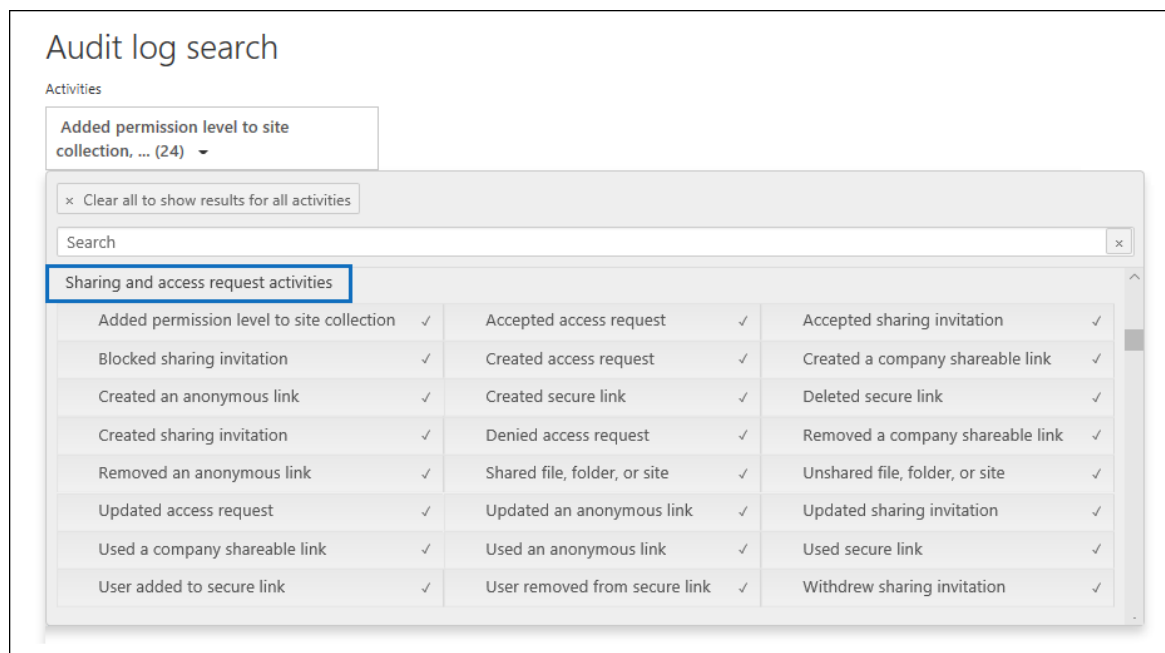 Audit log search
Activities
Added permission level to site
collection, ... (24)
× Clear all to show results for all activities
Search ×
Sharing and access request activities
Added permission level to site collection ✓ Accepted access request ✓ Accepted sharing invitation ✓
Blocked sharing invitation ✓ Created access request ✓ Created a company shareable link ✓
Created an anonymous link ✓ Created secure link ✓ Deleted secure link ✓
Created sharing invitation ✓ Denied access request ✓ Removed a company shareable link ✓
Removed an anonymous link ✓ Shared file, folder, or site ✓ Unshared file, folder, or site ✓
Updated access request ✓ Updated an anonymous link ✓ Updated sharing invitation ✓
Used a company shareable link ✓ Used an anonymous link ✓ Used secure link ✓
User added to secure link ✓ User removed from secure link ✓ Withdrew sharing invitation ✓